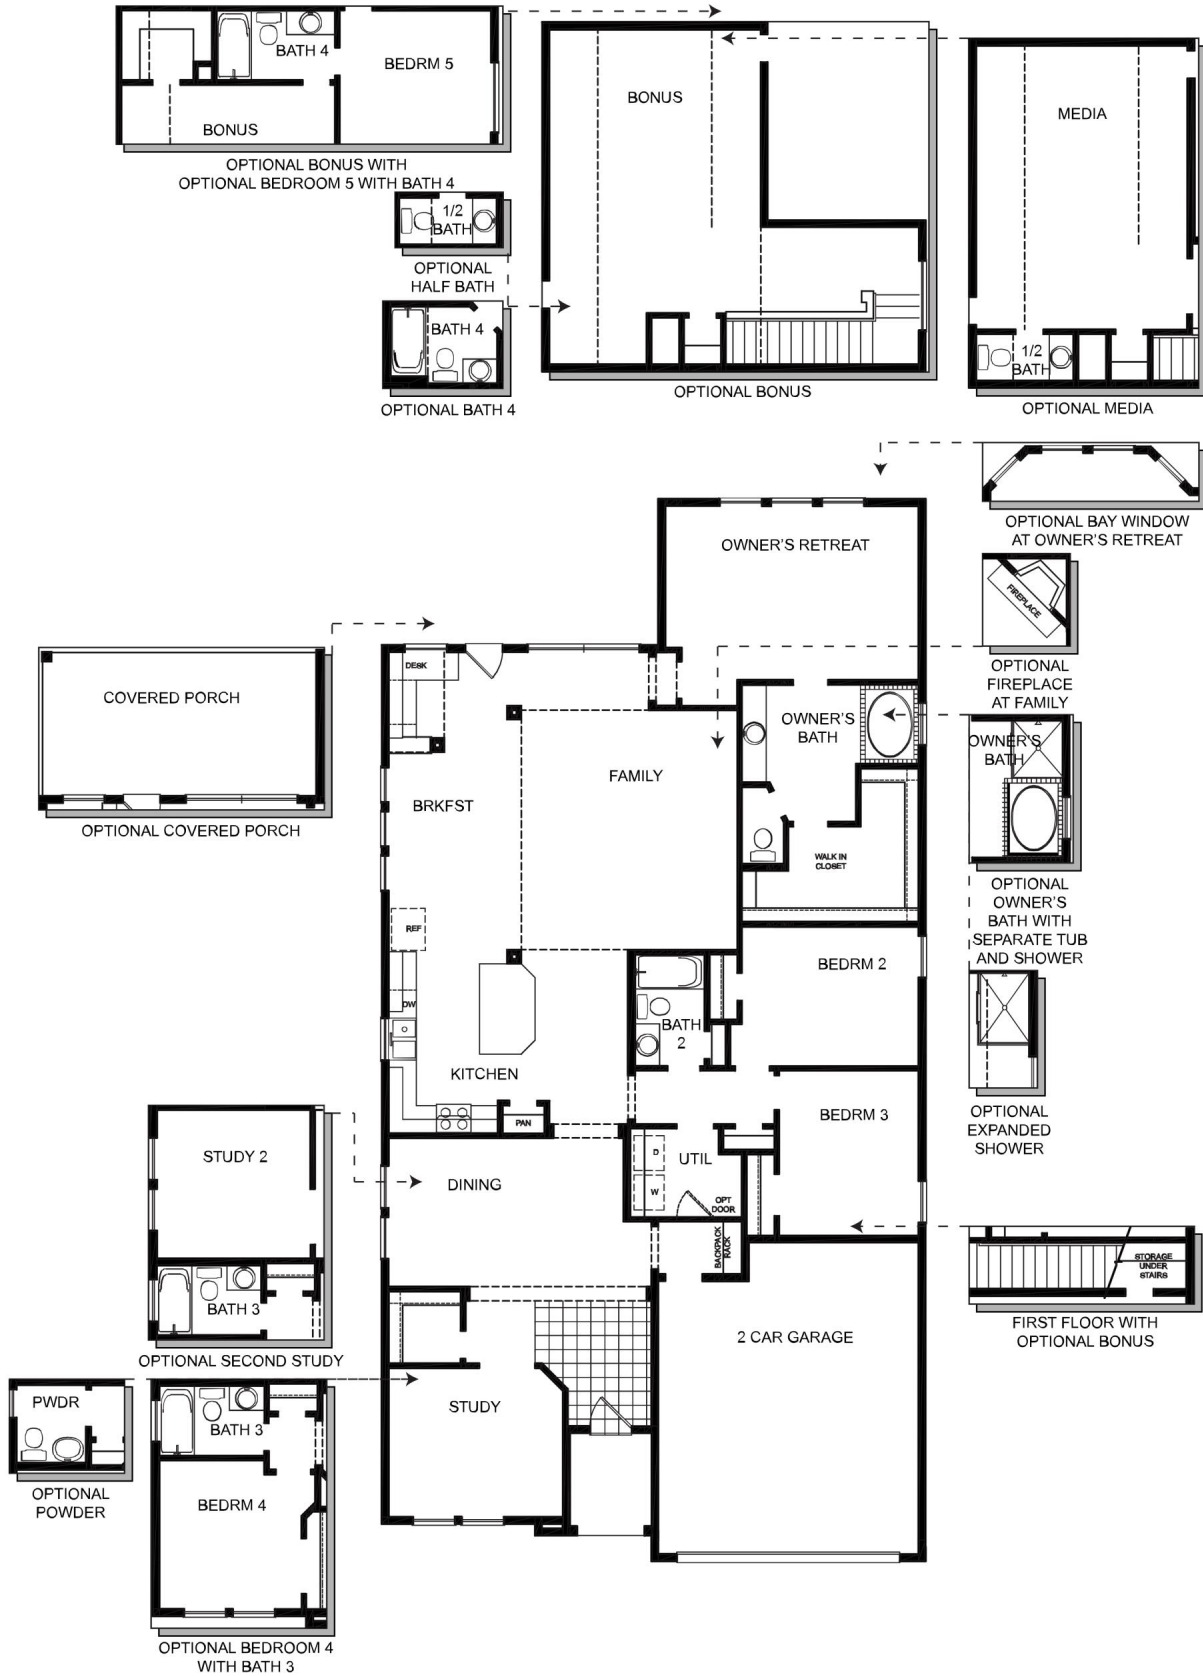 BATH 4
BEDRM 5
BONUS
OPTIONAL BONUS WITH
OPTIONAL BEDROOM 5 WITH BATH 4
1/2
BATH
OPTIONAL
HALF BATH
BATH 4
OPTIONAL BATH 4
BONUS
OPTIONAL BONUS
MEDIA
1/2
BATH
OPTIONAL MEDIA
OPTIONAL BAY WINDOW
AT OWNER'S RETREAT
OWNER'S RETREAT
FIREPLACE
OPTIONAL
FIREPLACE
AT FAMILY
DESK
COVERED PORCH
OPTIONAL COVERED PORCH
OWNER'S
BATH
OWNER'S
BATH
FAMILY
BRKFST
WALK IN
CLOSET
OPTIONAL
OWNER'S
BATH WITH
SEPARATE TUB
AND SHOWER
REF
DW
BEDRM 2
BATH
2
KITCHEN
PAN
BEDRM 3
OPTIONAL
EXPANDED
SHOWER
STUDY 2
BATH 3
OPTIONAL SECOND STUDY
DINING
D
W
UTIL
OPT
DOOR
BACKPACK
RACK
STORAGE
UNDER
STAIRS
FIRST FLOOR WITH
OPTIONAL BONUS
2 CAR GARAGE
STUDY
PWDR
OPTIONAL
POWDER
BATH 3
BEDRM 4
OPTIONAL BEDROOM 4
WITH BATH 3